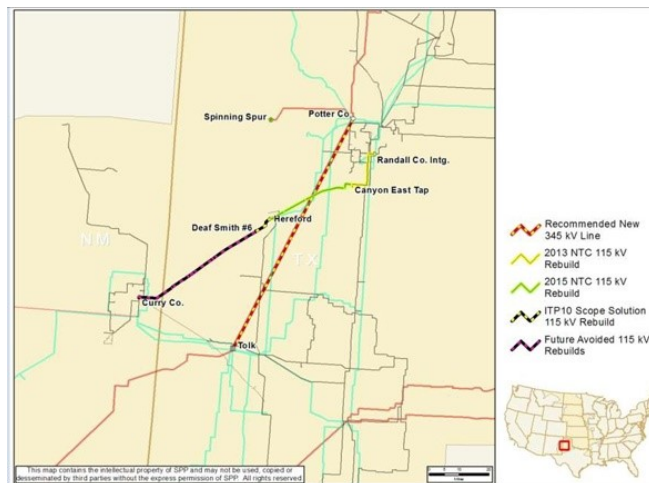 Spinning Spur
Potter Co.
Randall Co. Intg.
Canyon East Tap
Hereford
Deaf Smith #6
NM
TX
Curry Co.
Tolk
Recommended New
345 kV Line
2013 NTC 115 kV
Rebuild
2015 NTC 115 kV
Rebuild
ITP10 Scope Solution
115 kV Rebuild
Future Avoided 115 kV
Rebuilds
This map contains the intellectual property of SPP and may not be used, copied or
disseminated by third parties without the express permission of SPP. All rights reserved